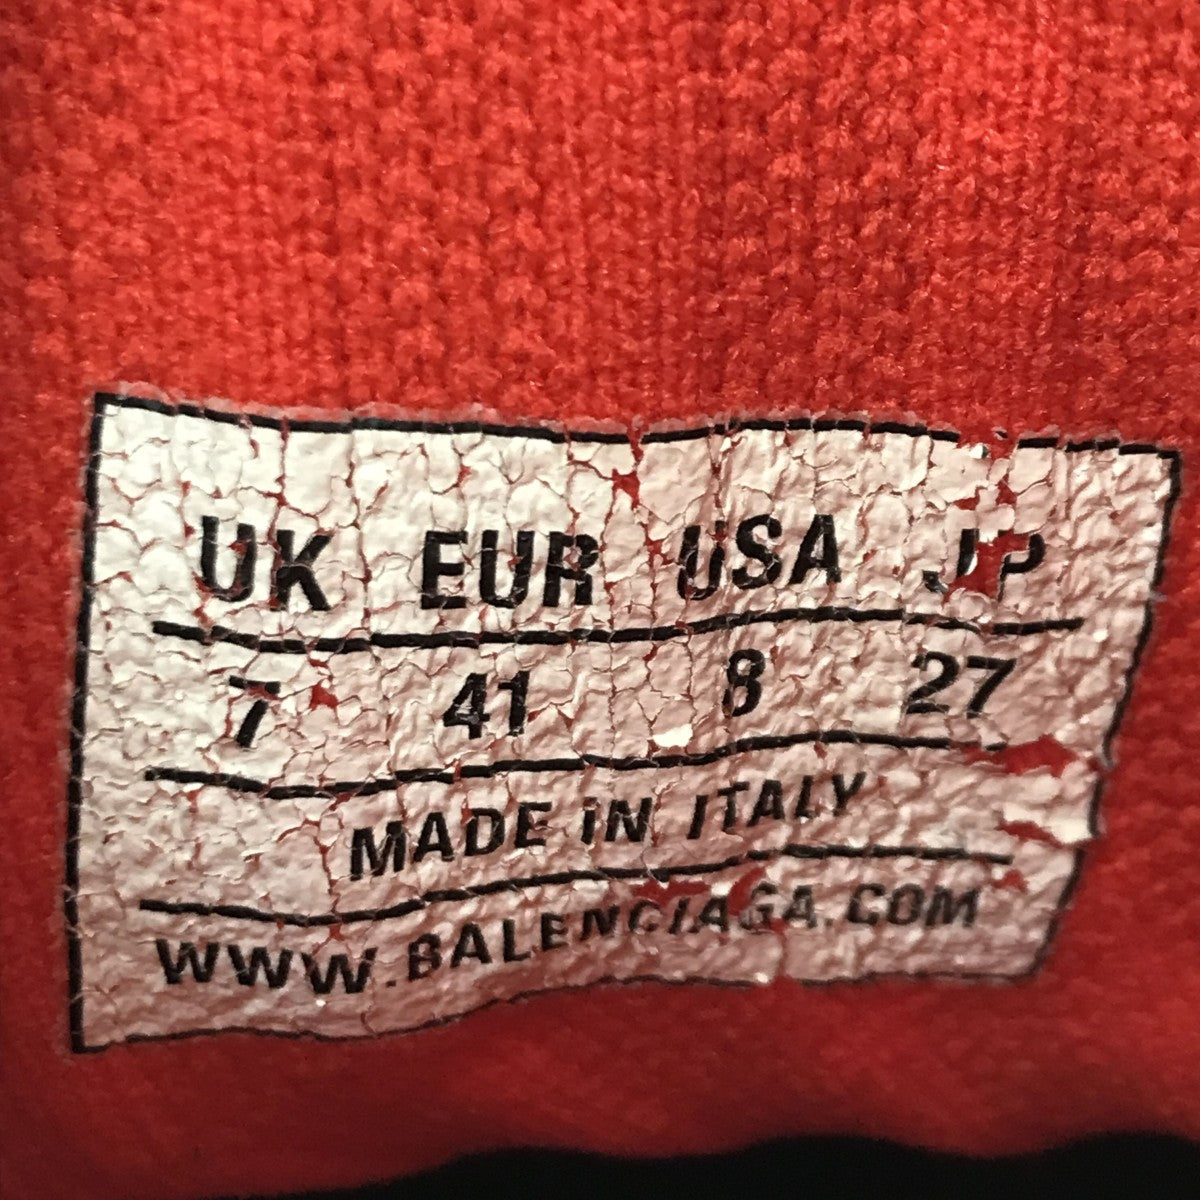 UK EUR USA JP
7 41 8 27
MADE IN ITALY
WWW.BALENCIAGA.COM